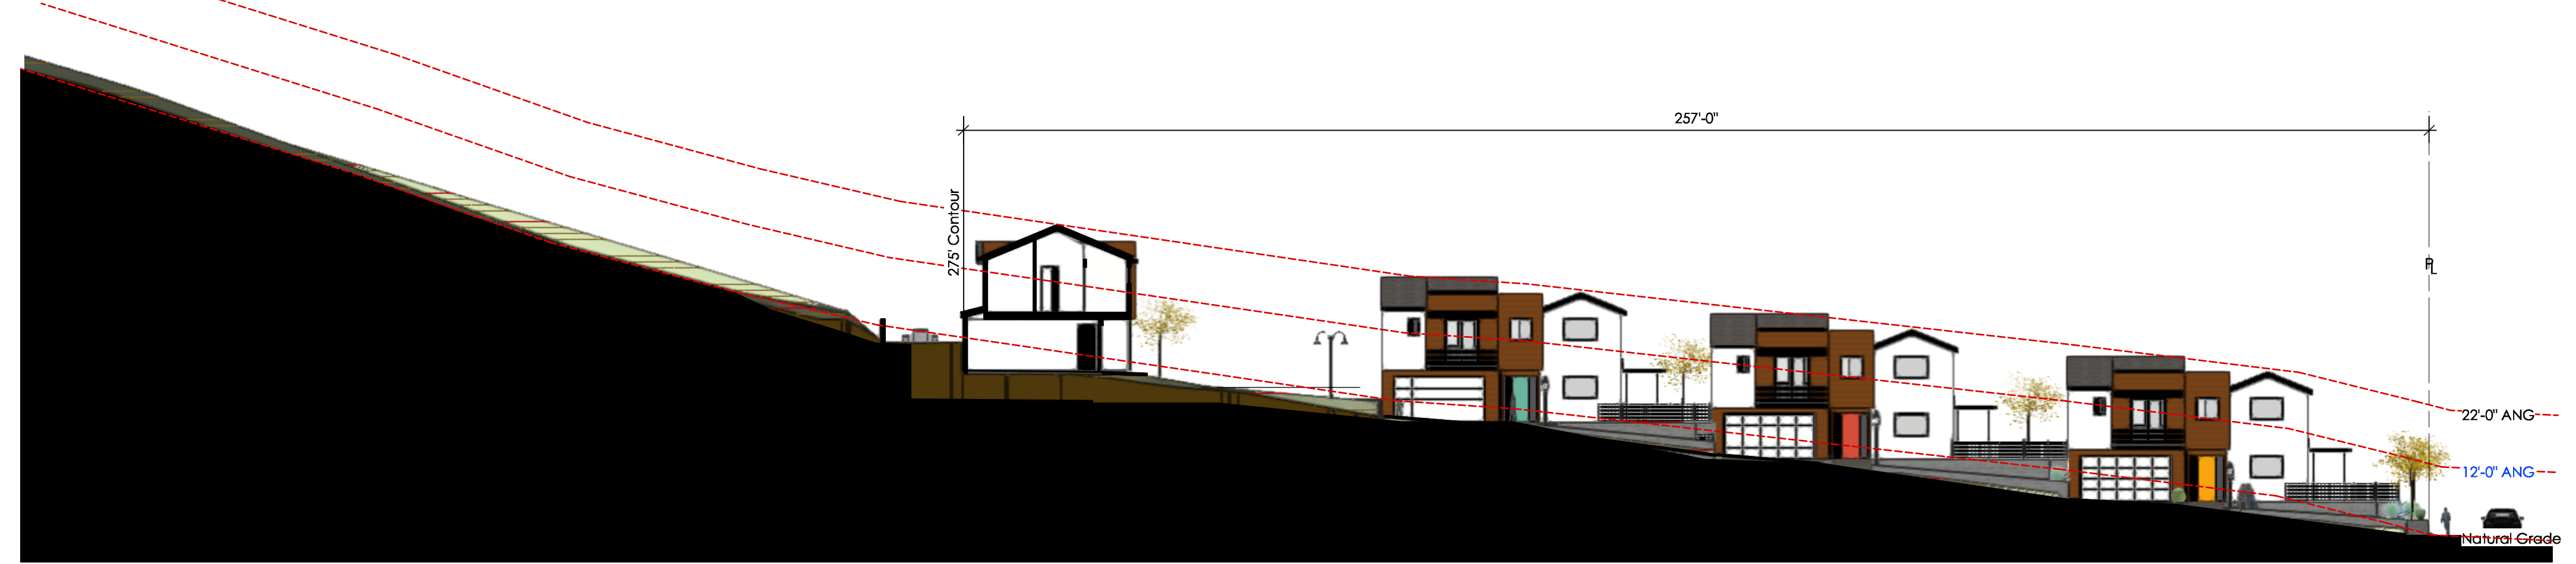 257'-0"
275' Contour
PL
22'-0" ANG
12'-0" ANG
Natural Grade